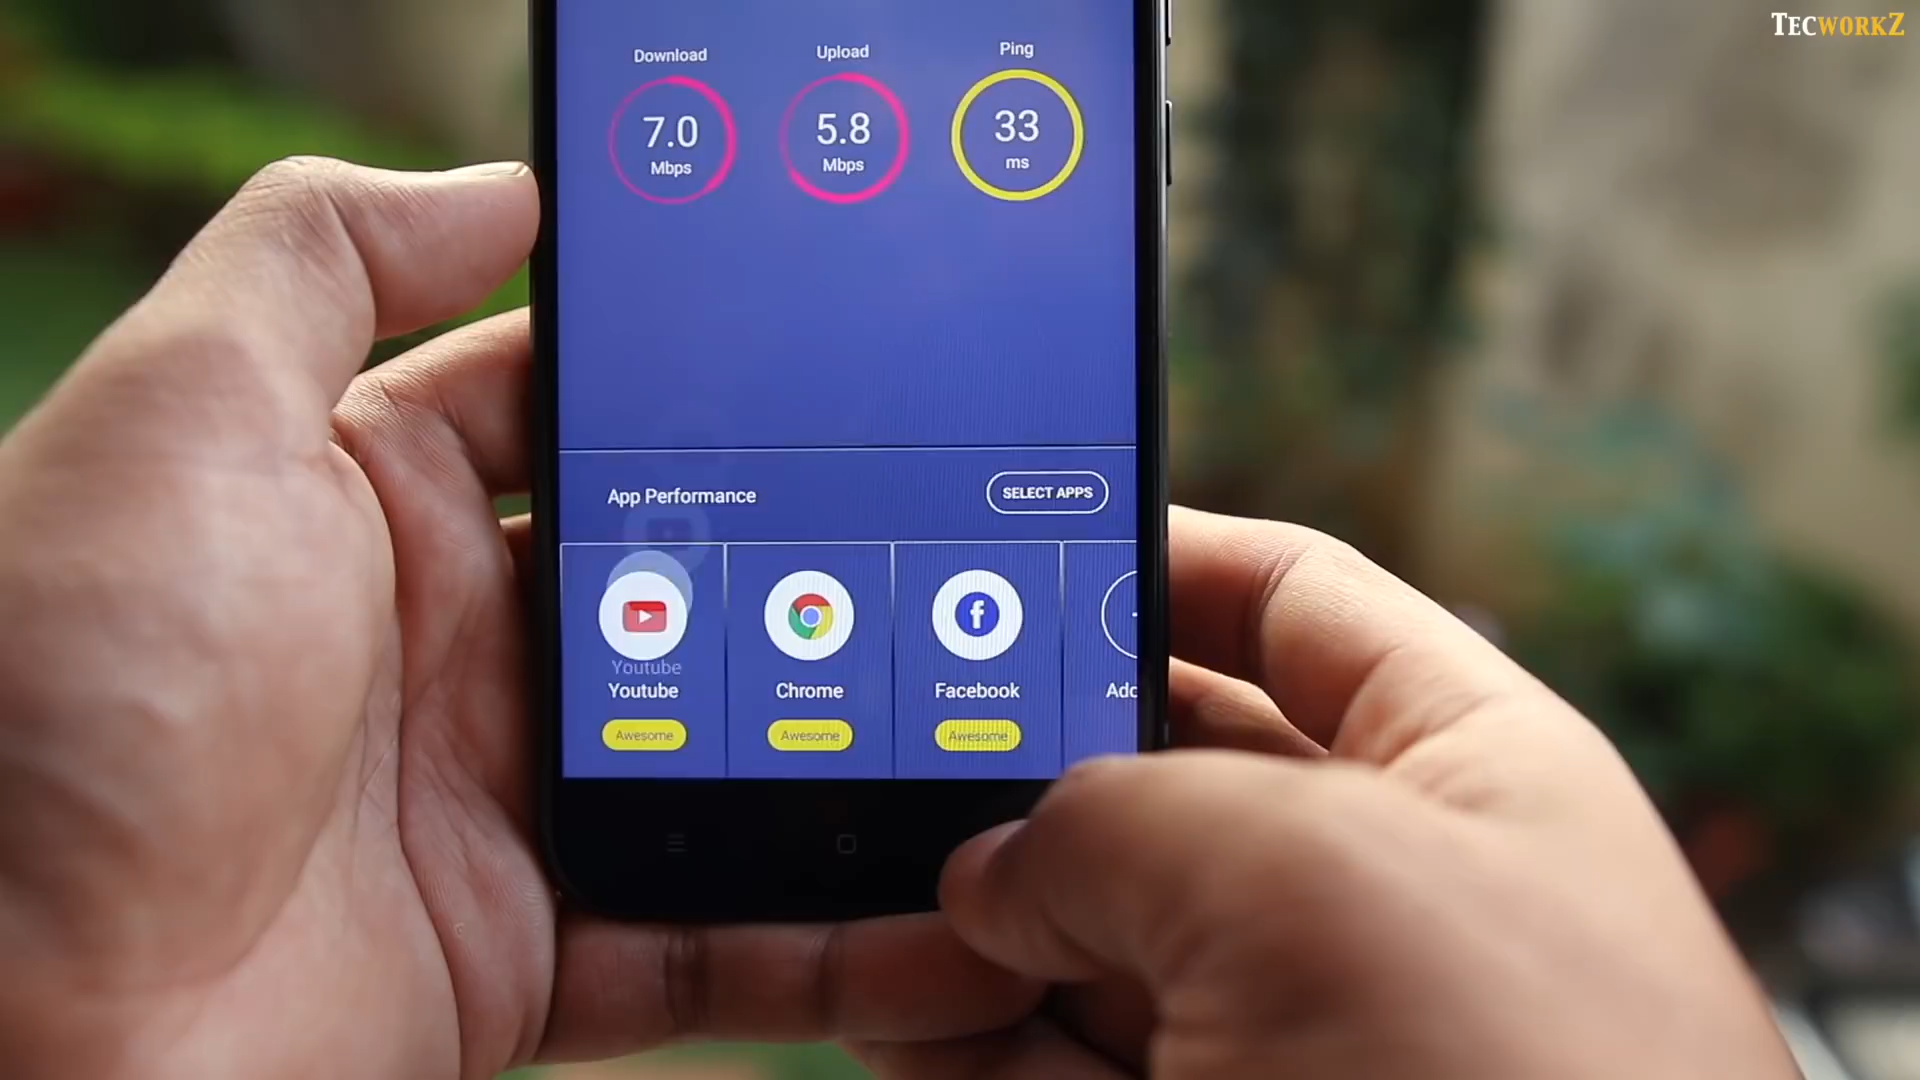 TECWORKZ
Download
Upload
Ping
7.0
Mbps
5.8
Mbps
33
ms
App Performance
SELECT APPS
Youtube
Youtube
Chrome
Facebook
Awesome
Awesome
Awesome